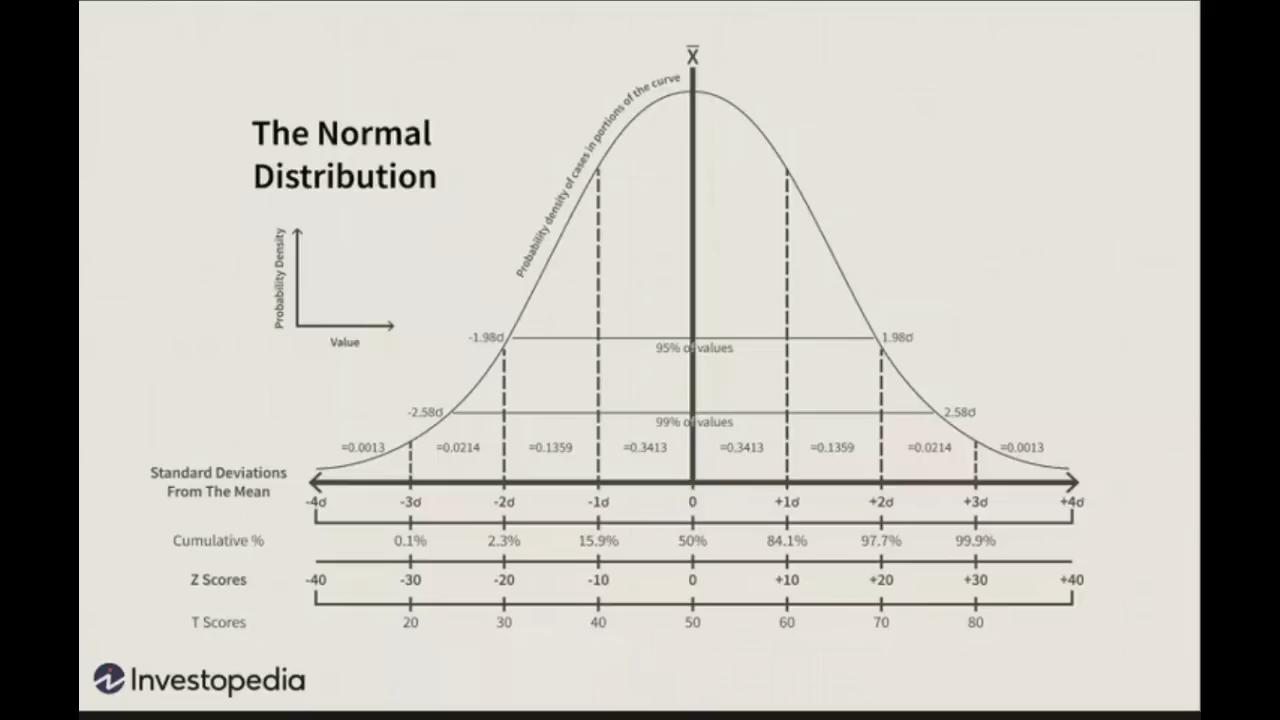 X̄
Probability density of cases in portions of the curve
The Normal
Distribution
Probability Density
Value
-1.98σ 1.98σ
95% of values
-2.58σ 2.58σ
99% of values
=0.0013 =0.0214 =0.1359 =0.3413 =0.3413 =0.1359 =0.0214 =0.0013
Standard Deviations
From The Mean
-4σ -3σ -2σ -1σ 0 +1σ +2σ +3σ +4σ
Cumulative % 0.1% 2.3% 15.9% 50% 84.1% 97.7% 99.9%
Z Scores -40 -30 -20 -10 0 +10 +20 +30 +40
T Scores 20 30 40 50 60 70 80
Investopedia